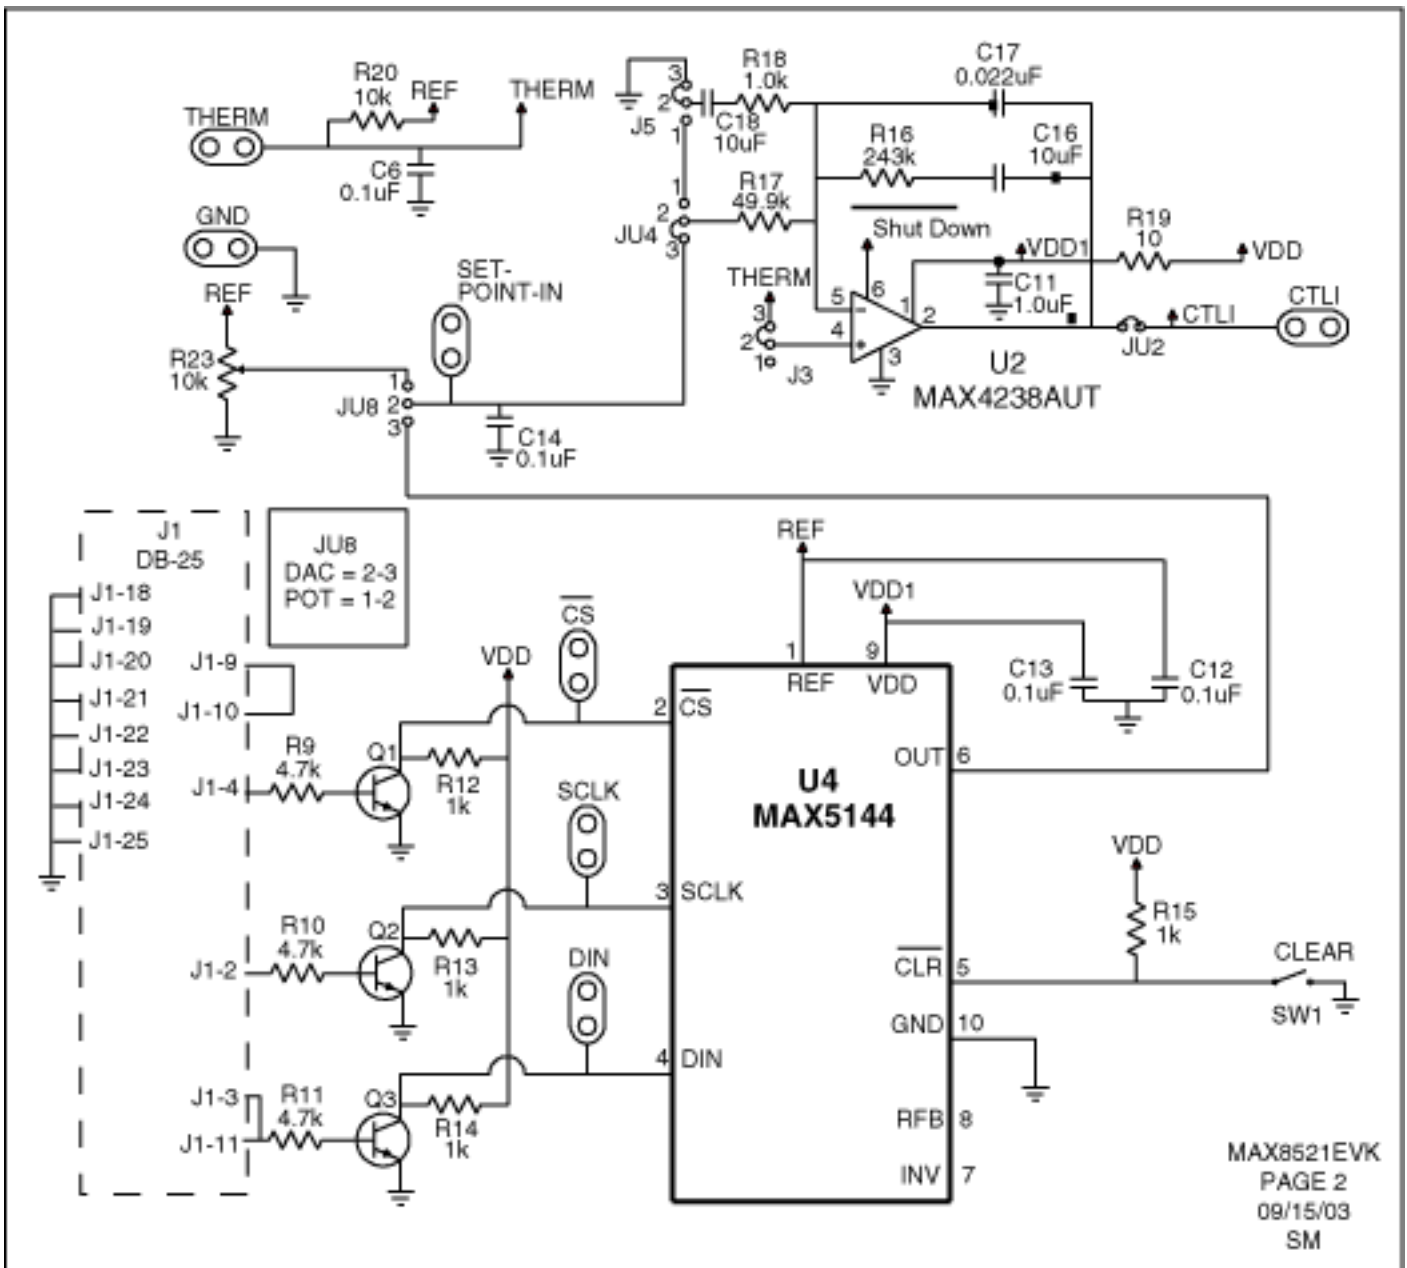 THERM
R20
10k
REF
THERM
C6
0.1uF
GND
REF
R23
10k
SET-
POINT-IN
1
JU8 2
3
C14
0.1uF
3
2
J5
1
C18
10uF
R18
1.0k
C17
0.022uF
R16
243k
C16
10uF
1
2
JU4
3
R17
49.9k
Shut Down
THERM
3
2
1
J3
5
4
6
1
2
3
-
+
VDD1
C11
1.0uF
R19
10
VDD
U2
MAX4238AUT
JU2
CTLI
CTLI
J1
DB-25
J1-18
J1-19
J1-20
J1-21
J1-22
J1-23
J1-24
J1-25
J1-9
J1-10
J1-4
J1-2
J1-3
J1-11
JU8
DAC = 2-3
POT = 1-2
R9
4.7k
Q1
R12
1k
VDD
CS
R10
4.7k
Q2
R13
1k
SCLK
R11
4.7k
Q3
R14
1k
DIN
REF
VDD1
1
9
REF
VDD
2
CS
3
SCLK
4
DIN
U4
MAX5144
OUT
6
CLR
5
GND
10
RFB
8
INV
7
C13
0.1uF
C12
0.1uF
VDD
R15
1k
CLEAR
SW1
MAX8521EVK
PAGE 2
09/15/03
SM